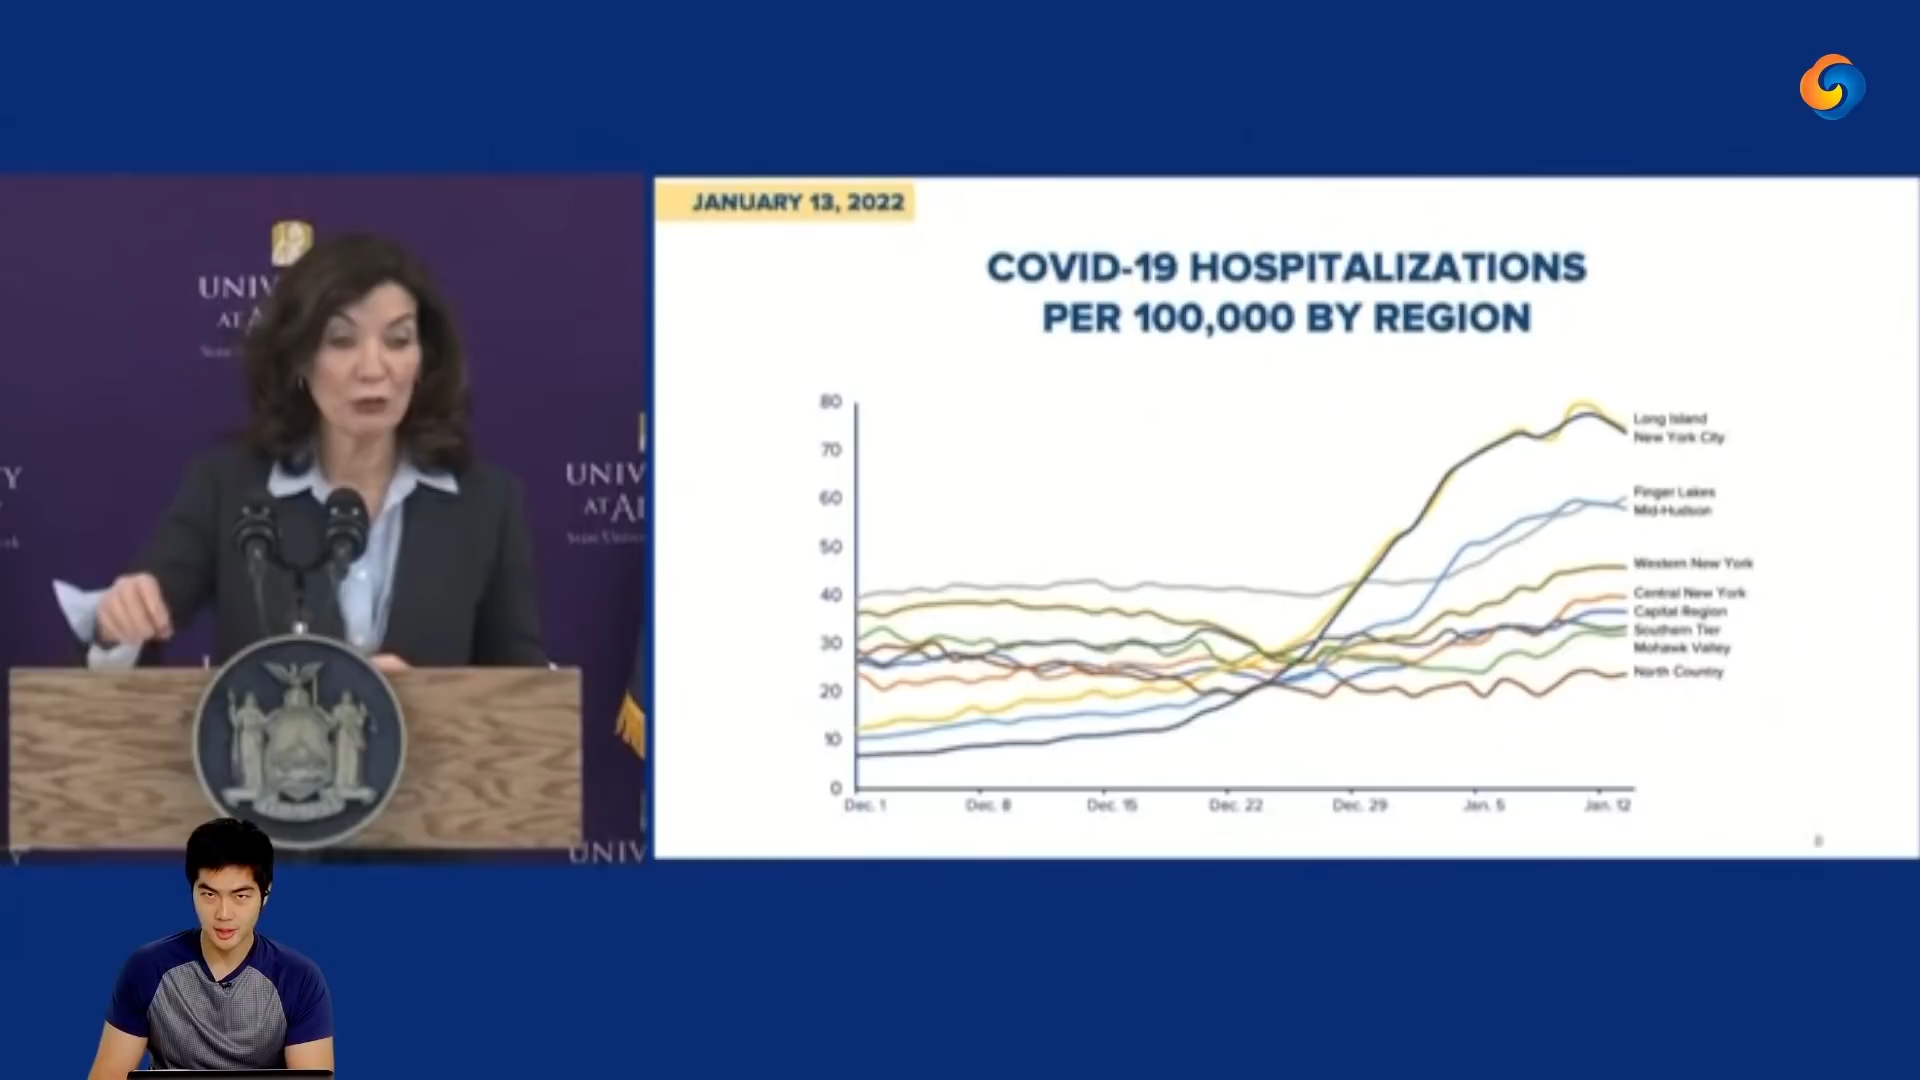 JANUARY 13, 2022
COVID-19 HOSPITALIZATIONS
PER 100,000 BY REGION
80
70
60
50
40
30
20
10
0
Dec. 1
Dec. 8
Dec. 15
Dec. 22
Dec. 29
Jan. 5
Jan. 12
Long Island
New York City
Finger Lakes
Mid-Hudson
Western New York
Central New York
Capital Region
Southern Tier
Mohawk Valley
North Country
UNIV
AT A
UNIV
AT AL
UNIV